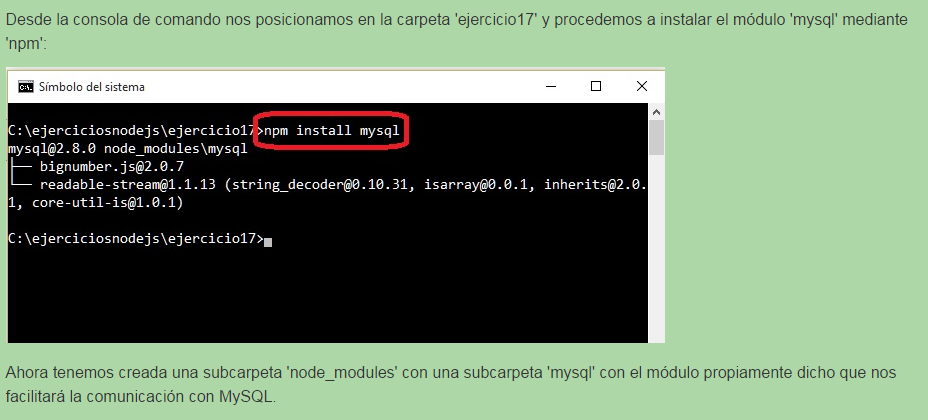 Desde la consola de comando nos posicionamos en la carpeta 'ejercicio17' y procedemos a instalar el módulo 'mysql' mediante
'npm':
Símbolo del sistema
C:\ejerciciosnodejs\ejercicio17>npm install mysql
mysql@2.8.0 node_modules\mysql
├── bignumber.js@2.0.7
└── readable-stream@1.1.13 (string_decoder@0.10.31, isarray@0.0.1, inherits@2.0.
1, core-util-is@1.0.1)
C:\ejerciciosnodejs\ejercicio17>
Ahora tenemos creada una subcarpeta 'node_modules' con una subcarpeta 'mysql' con el módulo propiamente dicho que nos
facilitará la comunicación con MySQL.